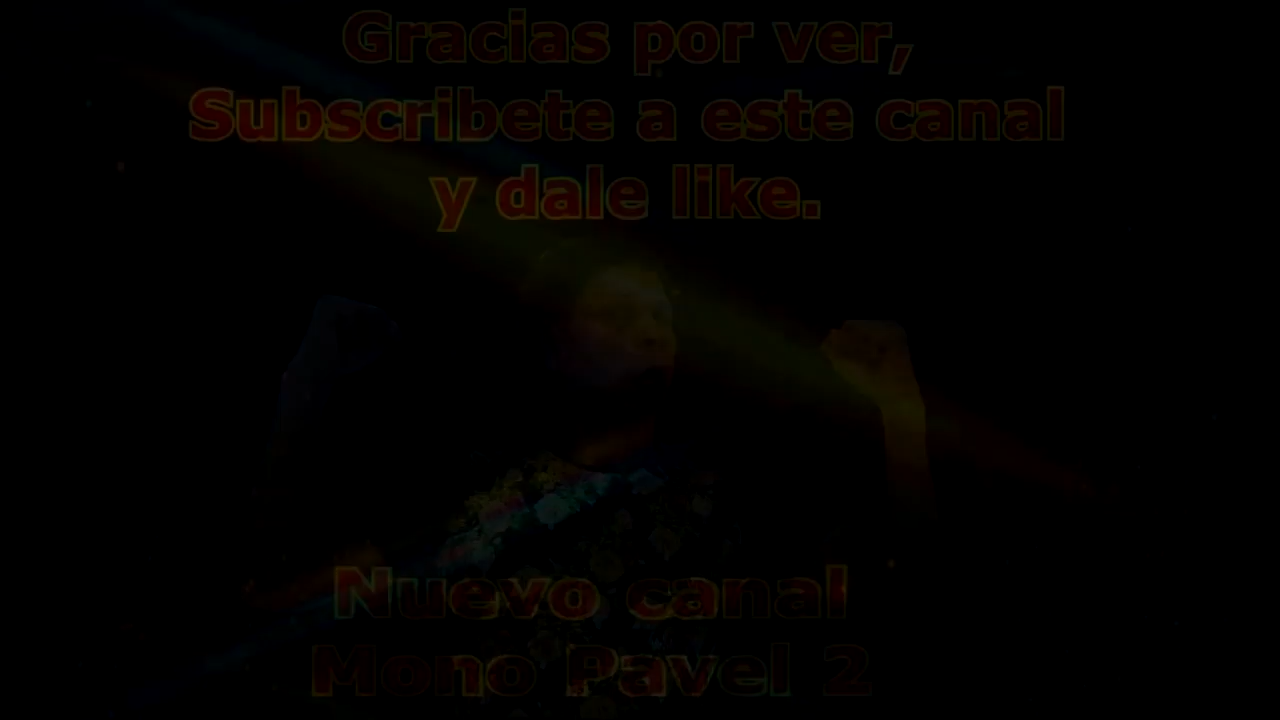 Gracias por ver,
Subscribete a este canal
y dale like.
Nuevo canal
Mono Pavel 2